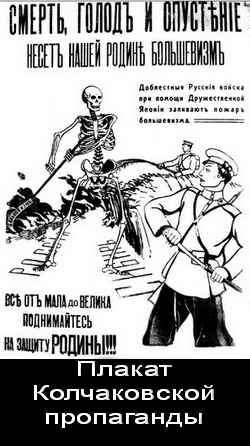 СМЕРТЬ, ГОЛОДЪ И ОПУСТѢНІЕ
НЕСЕТЪ НАШЕЙ РОДИНѢ БОЛЬШЕВИЗМЪ
Доблестныя Русскія войска
при помощи Дружественной
Японіи заливаютъ пожаръ
большевизма
ВСѢ ОТЪ МАЛА ДО ВЕЛИКА
ПОДНИМАЙТЕСЬ
НА ЗАЩИТУ РОДИНЫ!!!
Плакат
Колчаковской
пропаганды